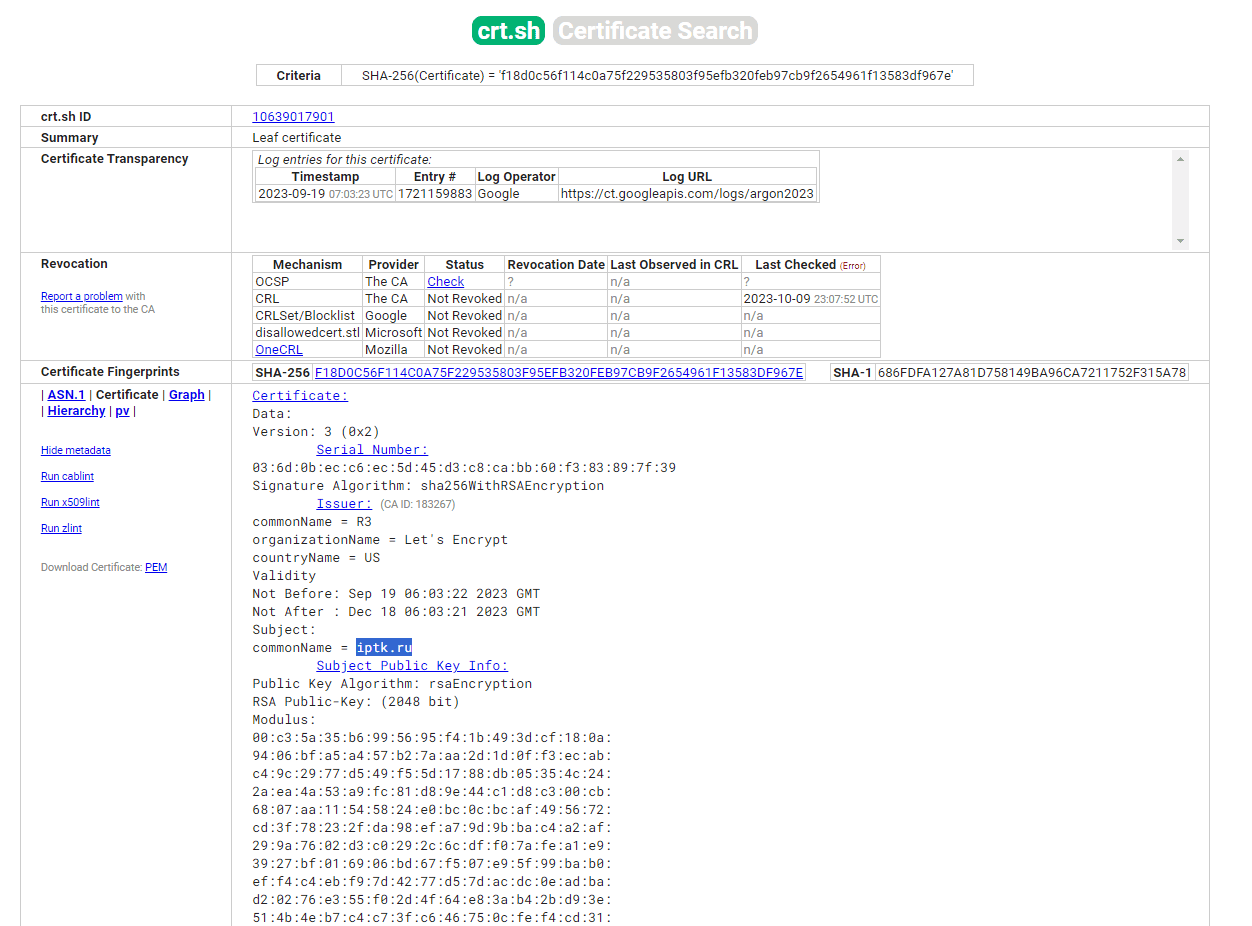 crt.sh Certificate Search
Criteria SHA-256(Certificate) = 'f18d0c56f114c0a75f229535803f95efb320feb97cb9f2654961f13583df967e'
crt.sh ID 10639017901
Summary Leaf certificate
Certificate Transparency
Log entries for this certificate:
Timestamp Entry # Log Operator Log URL
2023-09-19 07:03:23 UTC 1721159883 Google https://ct.googleapis.com/logs/argon2023
Revocation
Report a problem with
this certificate to the CA
Mechanism Provider Status Revocation Date Last Observed in CRL Last Checked (Error)
OCSP The CA Check ? n/a ?
CRL The CA Not Revoked n/a n/a 2023-10-09 23:07:52 UTC
CRLSet/Blocklist Google Not Revoked n/a n/a n/a
disallowedcert.stl Microsoft Not Revoked n/a n/a n/a
OneCRL Mozilla Not Revoked n/a n/a n/a
Certificate Fingerprints SHA-256 F18D0C56F114C0A75F229535803F95EFB320FEB97CB9F2654961F13583DF967E SHA-1 686FDFA127A81D758149BA96CA7211752F315A78
| ASN.1 | Certificate | Graph |
| Hierarchy | pv |
Hide metadata
Run cablint
Run x509lint
Run zlint
Download Certificate: PEM
Certificate:
Data:
Version: 3 (0x2)
Serial Number:
03:6d:0b:ec:c6:ec:5d:45:d3:c8:ca:bb:60:f3:83:89:7f:39
Signature Algorithm: sha256WithRSAEncryption
Issuer: (CA ID: 183267)
commonName = R3
organizationName = Let's Encrypt
countryName = US
Validity
Not Before: Sep 19 06:03:22 2023 GMT
Not After : Dec 18 06:03:21 2023 GMT
Subject:
commonName = iptk.ru
Subject Public Key Info:
Public Key Algorithm: rsaEncryption
RSA Public-Key: (2048 bit)
Modulus:
00:c3:5a:35:b6:99:56:95:f4:1b:49:3d:cf:18:0a:
94:06:bf:a5:a4:57:b2:7a:aa:2d:1d:0f:f3:ec:ab:
c4:9c:29:77:d5:49:f5:5d:17:88:db:05:35:4c:24:
2a:ea:4a:53:a9:fc:81:d8:9e:44:c1:d8:c3:00:cb:
68:07:aa:11:54:58:24:e0:bc:0c:bc:af:49:56:72:
cd:3f:78:23:2f:da:98:ef:a7:9d:9b:ba:c4:a2:af:
29:9a:76:02:d3:c0:29:2c:6c:df:f0:7a:fe:a1:e9:
39:27:bf:01:69:06:bd:67:f5:07:e9:5f:99:ba:b0:
ef:f4:c4:eb:f9:7d:42:77:d5:7d:ac:dc:0e:ad:ba:
d2:02:76:e3:55:f0:2d:4f:64:e8:3a:b4:2b:d9:3e:
51:4b:4e:b7:c4:c7:3f:c6:46:75:0c:fe:f4:cd:31: